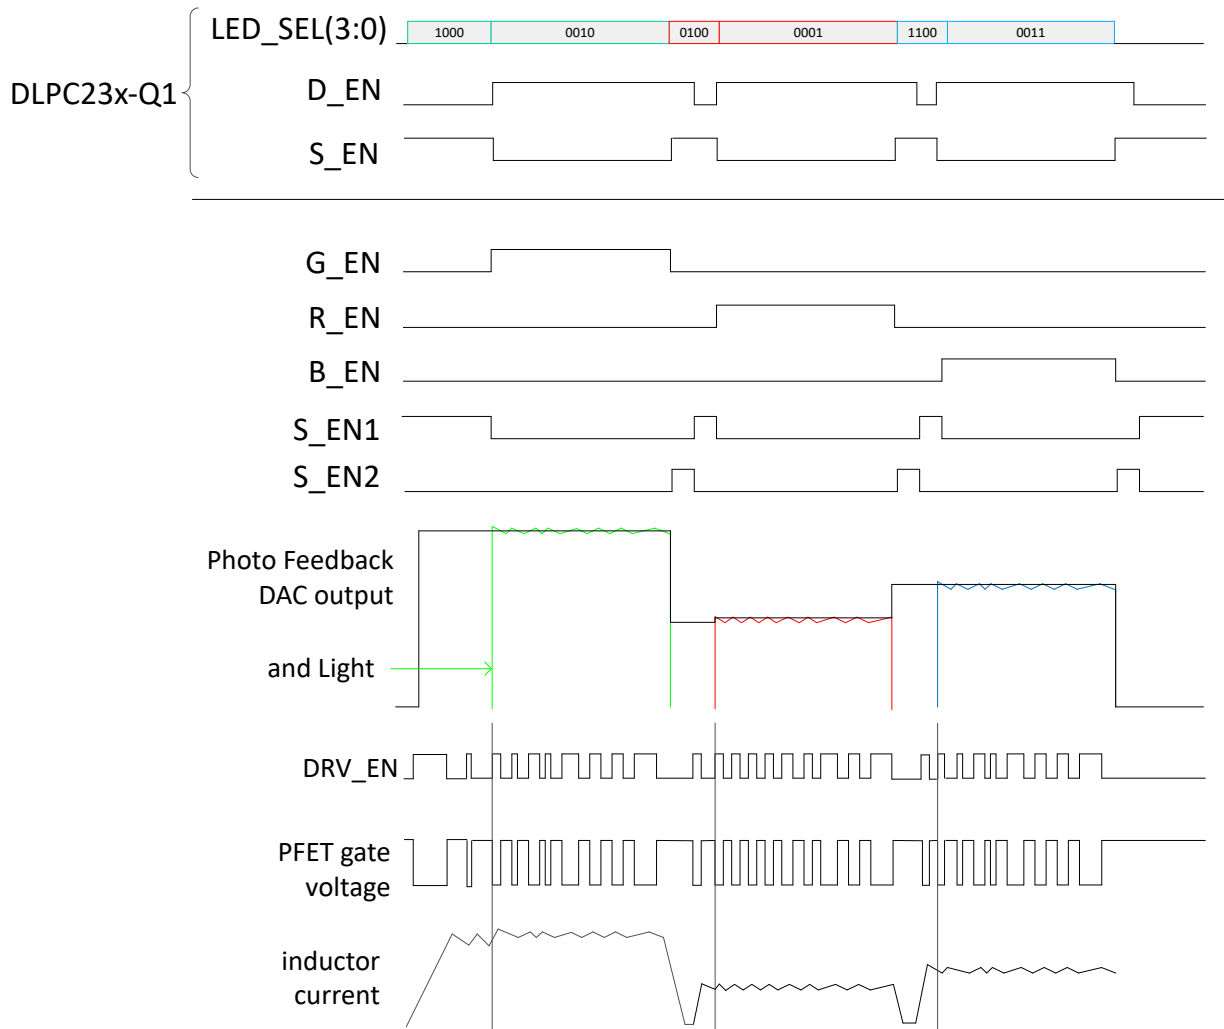 LED_SEL(3:0)
1000 0010 0100 0001 1100 0011
DLPC23x-Q1
D_EN
S_EN
G_EN
R_EN
B_EN
S_EN1
S_EN2
Photo Feedback
DAC output
and Light
DRV_EN
PFET gate
voltage
inductor
current